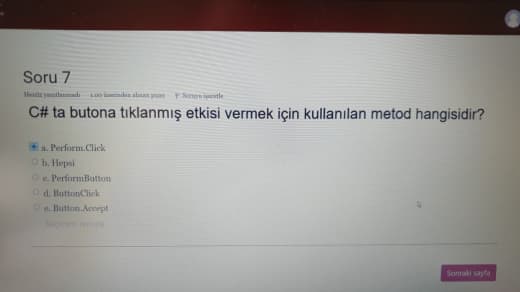 Soru 7
Henüz yanıtlanmadı 1,00 üzerinden alınan puan Soruyu işaretle
C# ta butona tıklanmış etkisi vermek için kullanılan metod hangisidir?
a. Perform.Click
b. Hepsi
c. PerformButton
d. ButtonClick
e. Button.Accept
Sonraki sayfa